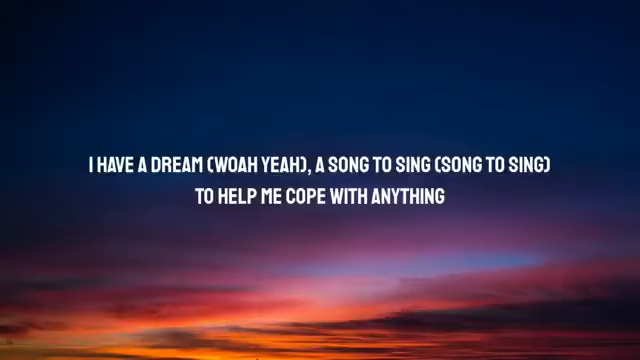 I HAVE A DREAM (WOAH YEAH), A SONG TO SING (SONG TO SING)
TO HELP ME COPE WITH ANYTHING